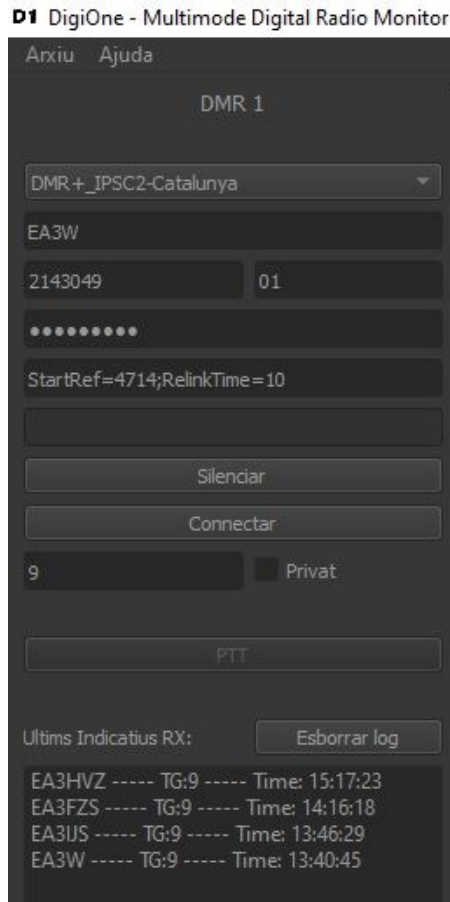 D1 DigiOne - Multimode Digital Radio Monitor
Arxiu Ajuda
DMR 1
DMR+_IPSC2-Catalunya
EA3W
2143049 01
●●●●●●●●●
StartRef=4714;RelinkTime=10
Silenciar
Connectar
9 Privat
PTT
Ultims Indicatius RX: Esborrar log
EA3HVZ ----- TG:9 ----- Time: 15:17:23
EA3FZS ----- TG:9 ----- Time: 14:16:18
EA3IJS ----- TG:9 ----- Time: 13:46:29
EA3W ----- TG:9 ----- Time: 13:40:45